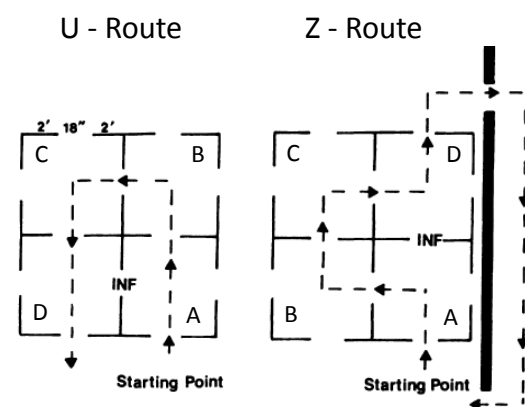 U - Route
Z - Route
2' 18" 2'
C
B
INF
D
A
Starting Point
C
D
INF
B
A
Starting Point